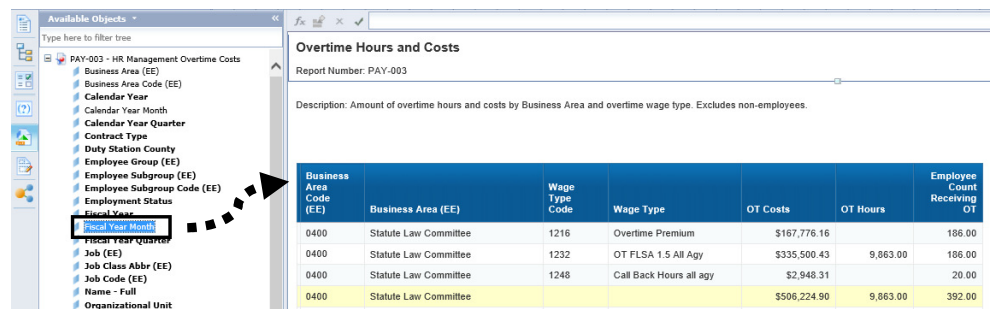 Available Objects
Type here to filter tree
PAY-003 - HR Management Overtime Costs
Business Area (EE)
Business Area Code (EE)
Calendar Year
Calendar Year Month
Calendar Year Quarter
Contract Type
Duty Station County
Employee Group (EE)
Employee Subgroup (EE)
Employee Subgroup Code (EE)
Employment Status
Fiscal Year
Fiscal Year Month
Fiscal Year Quarter
Job (EE)
Job Class Abbr (EE)
Job Code (EE)
Name - Full
Organizational Unit
Overtime Hours and Costs
Report Number: PAY-003
Description: Amount of overtime hours and costs by Business Area and overtime wage type. Excludes non-employees.
Business Area Code (EE) Business Area (EE) Wage Type Code Wage Type OT Costs OT Hours Employee Count Receiving OT
0400 Statute Law Committee 1216 Overtime Premium $167,776.16 186.00
0400 Statute Law Committee 1232 OT FLSA 1.5 All Agy $335,500.43 9,863.00 186.00
0400 Statute Law Committee 1248 Call Back Hours all agy $2,948.31 20.00
0400 Statute Law Committee $506,224.90 9,863.00 392.00